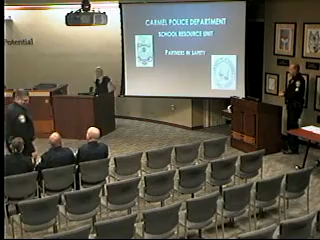 Potential
CARMEL POLICE DEPARTMENT
SCHOOL RESOURCE UNIT
PARTNERS IN SAFETY